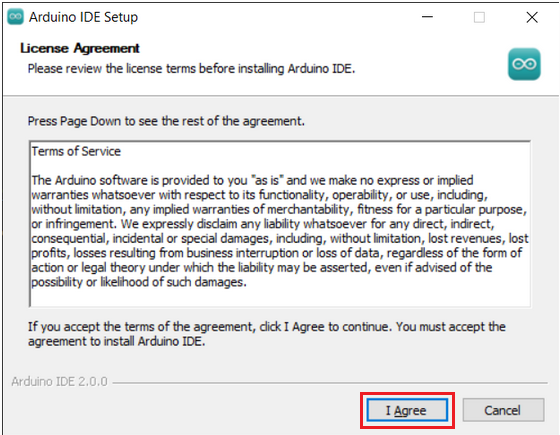 Arduino IDE Setup
License Agreement
Please review the license terms before installing Arduino IDE.
Press Page Down to see the rest of the agreement.
Terms of Service
The Arduino software is provided to you "as is" and we make no express or implied
warranties whatsoever with respect to its functionality, operability, or use, including,
without limitation, any implied warranties of merchantability, fitness for a particular purpose,
or infringement. We expressly disclaim any liability whatsoever for any direct, indirect,
consequential, incidental or special damages, including, without limitation, lost revenues, lost
profits, losses resulting from business interruption or loss of data, regardless of the form of
action or legal theory under which the liability may be asserted, even if advised of the
possibility or likelihood of such damages.
If you accept the terms of the agreement, click I Agree to continue. You must accept the
agreement to install Arduino IDE.
Arduino IDE 2.0.0
I Agree
Cancel